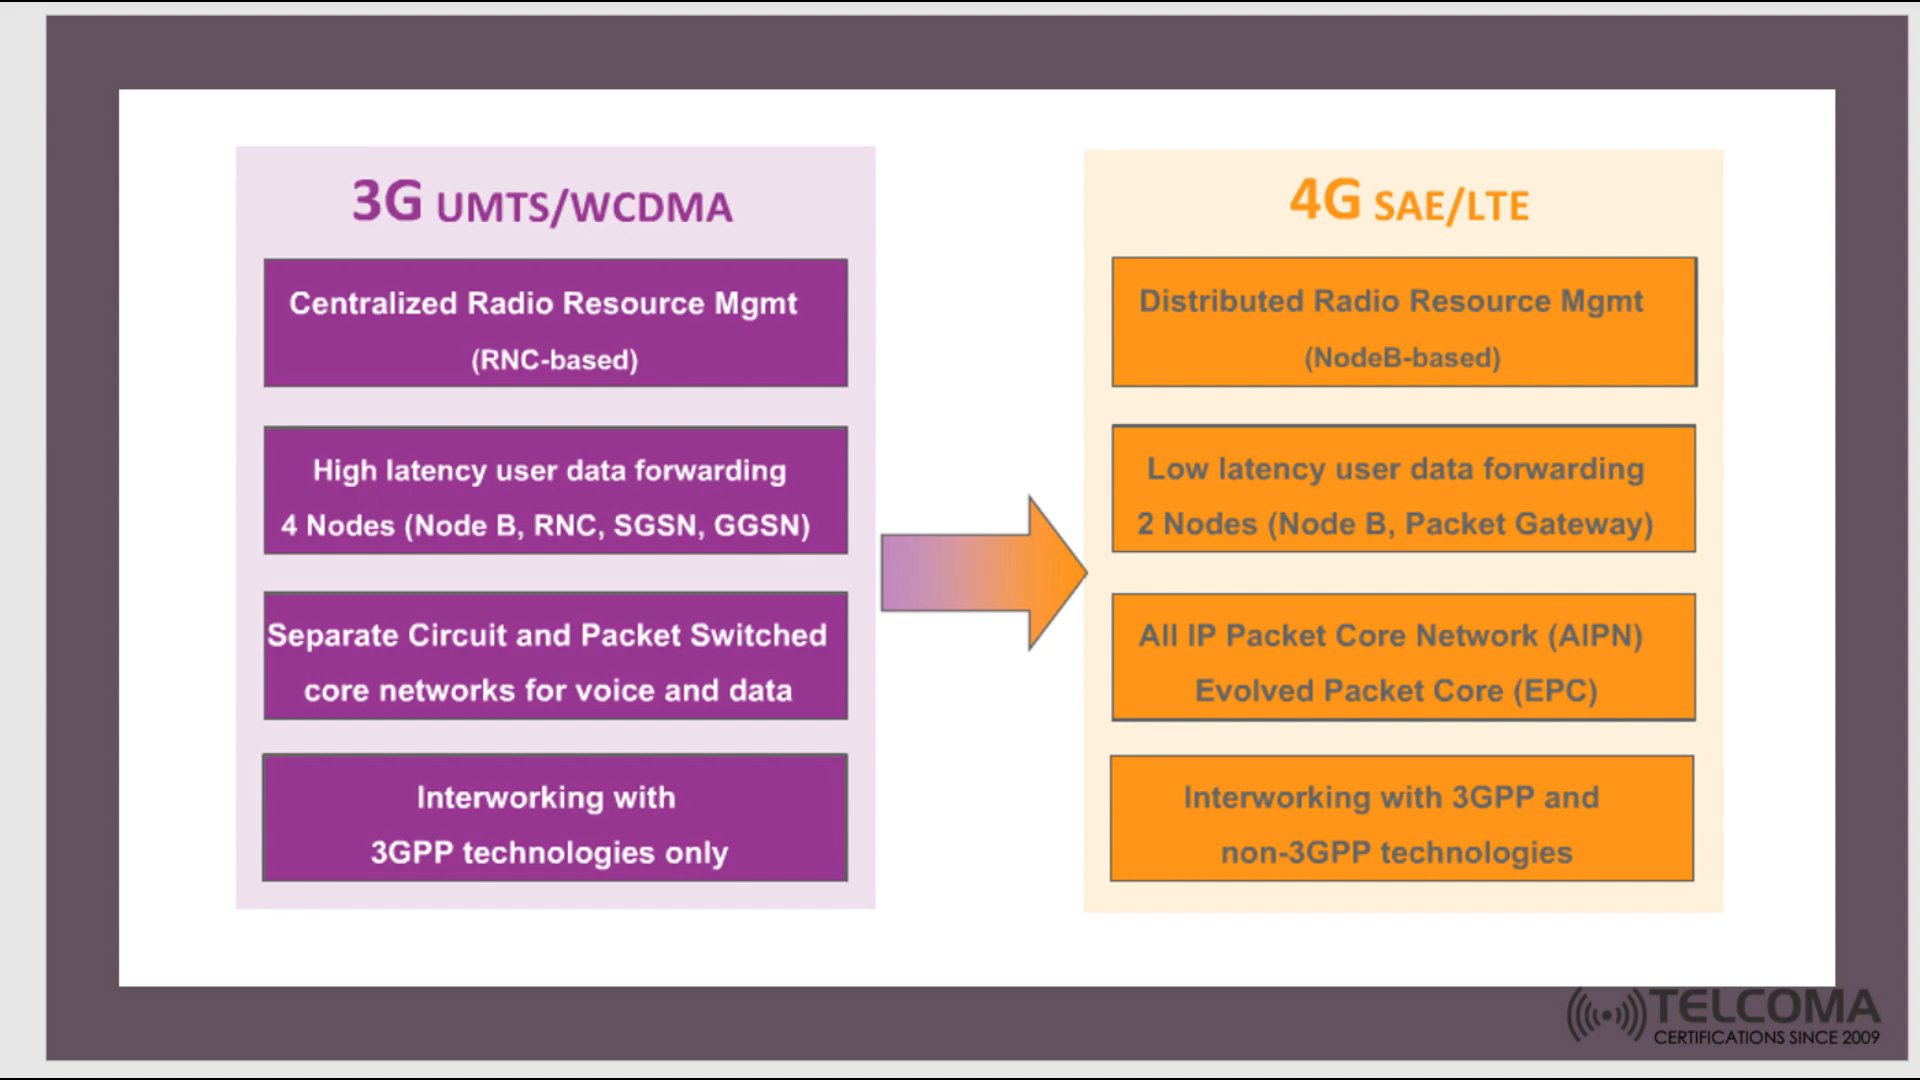 3G UMTS/WCDMA
Centralized Radio Resource Mgmt
(RNC-based)
High latency user data forwarding
4 Nodes (Node B, RNC, SGSN, GGSN)
Separate Circuit and Packet Switched
core networks for voice and data
Interworking with
3GPP technologies only
4G SAE/LTE
Distributed Radio Resource Mgmt
(NodeB-based)
Low latency user data forwarding
2 Nodes (Node B, Packet Gateway)
All IP Packet Core Network (AIPN)
Evolved Packet Core (EPC)
Interworking with 3GPP and
non-3GPP technologies
TELCOMA
CERTIFICATIONS SINCE 2009